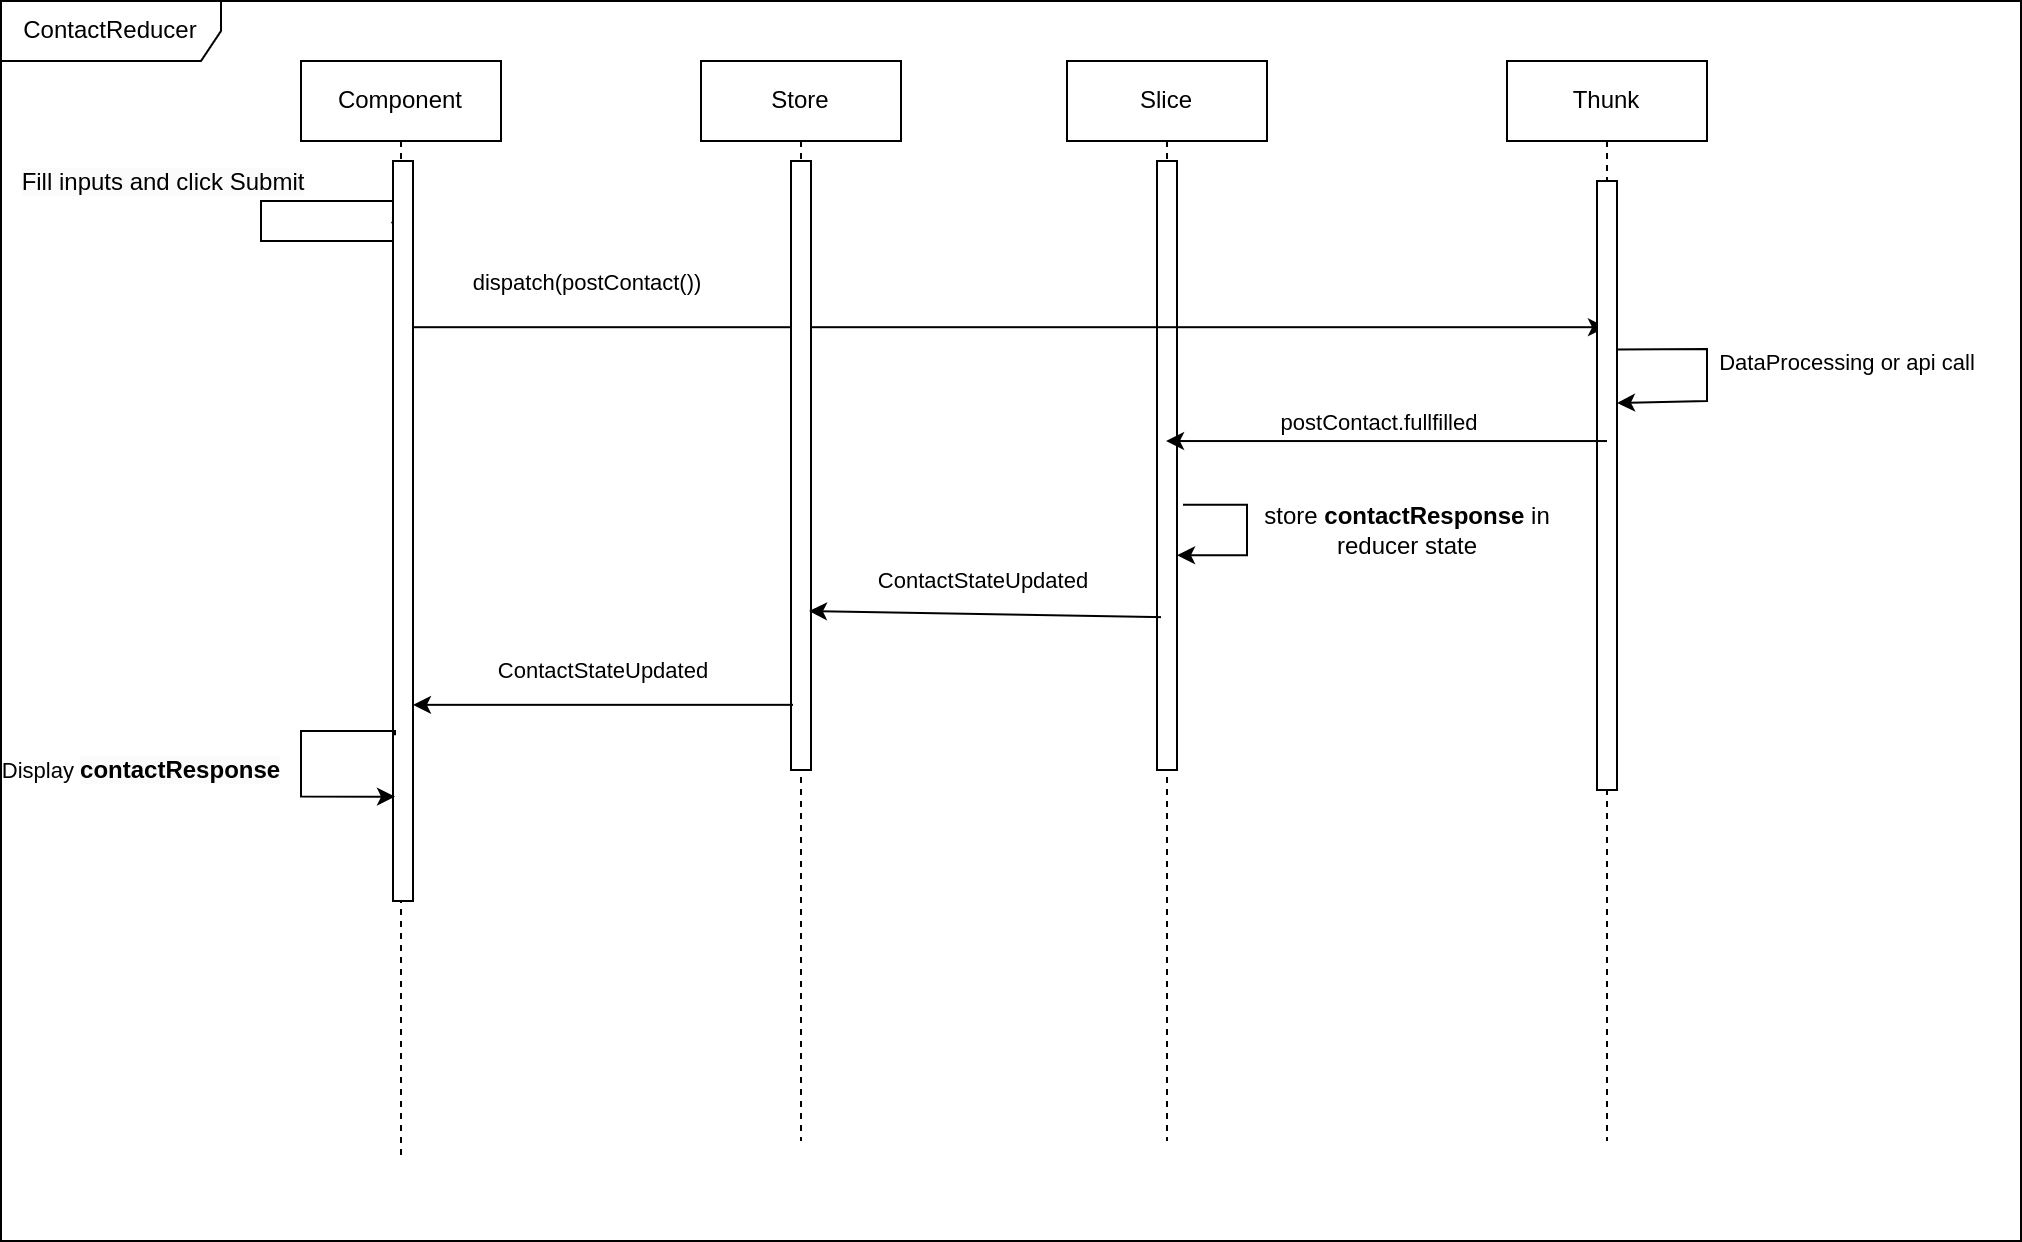 ContactReducer
Component
Store
Slice
Thunk
Fill inputs and click Submit
dispatch(postContact())
DataProcessing or api call
postContact.fullfilled
store contactResponse in
reducer state
ContactStateUpdated
ContactStateUpdated
Display contactResponse